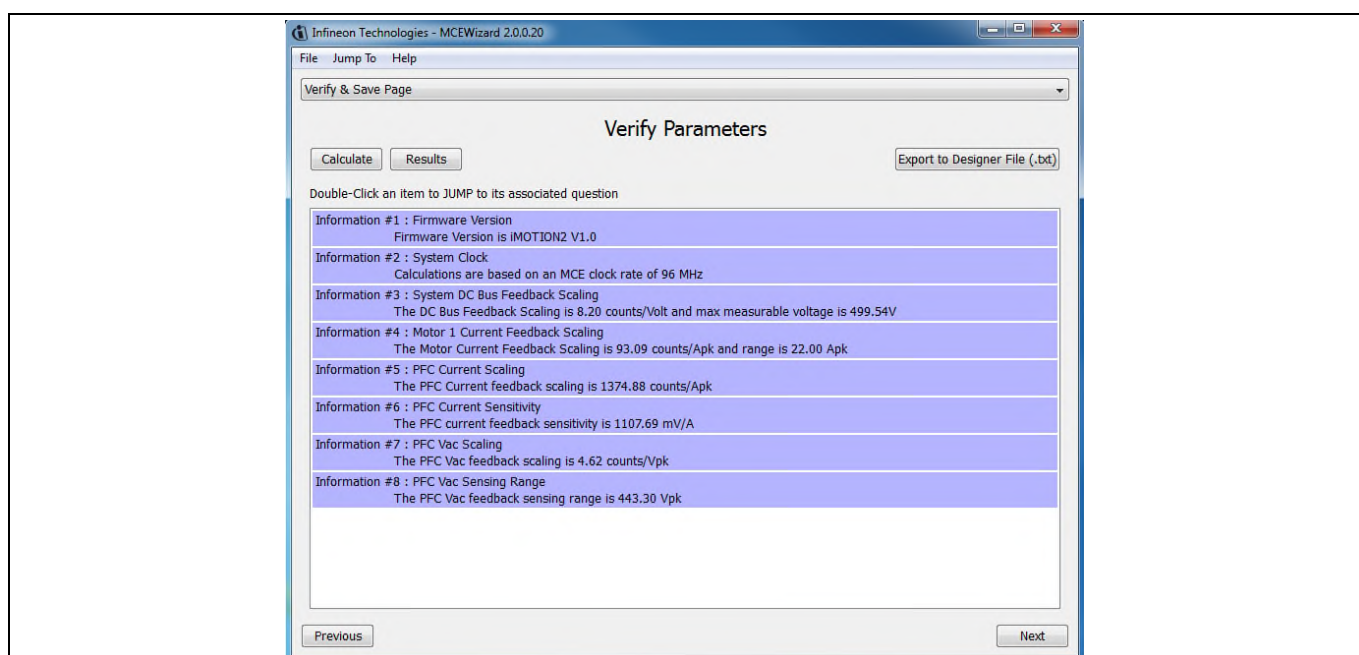 Infineon Technologies - MCEWizard 2.0.0.20
File Jump To Help
Verify & Save Page
Verify Parameters
Calculate Results Export to Designer File (.txt)
Double-Click an item to JUMP to its associated question
Information #1 : Firmware Version
Firmware Version is iMOTION2 V1.0
Information #2 : System Clock
Calculations are based on an MCE clock rate of 96 MHz
Information #3 : System DC Bus Feedback Scaling
The DC Bus Feedback Scaling is 8.20 counts/Volt and max measurable voltage is 499.54V
Information #4 : Motor 1 Current Feedback Scaling
The Motor Current Feedback Scaling is 93.09 counts/Apk and range is 22.00 Apk
Information #5 : PFC Current Scaling
The PFC Current feedback scaling is 1374.88 counts/Apk
Information #6 : PFC Current Sensitivity
The PFC current feedback sensitivity is 1107.69 mV/A
Information #7 : PFC Vac Scaling
The PFC Vac feedback scaling is 4.62 counts/Vpk
Information #8 : PFC Vac Sensing Range
The PFC Vac feedback sensing range is 443.30 Vpk
Previous Next